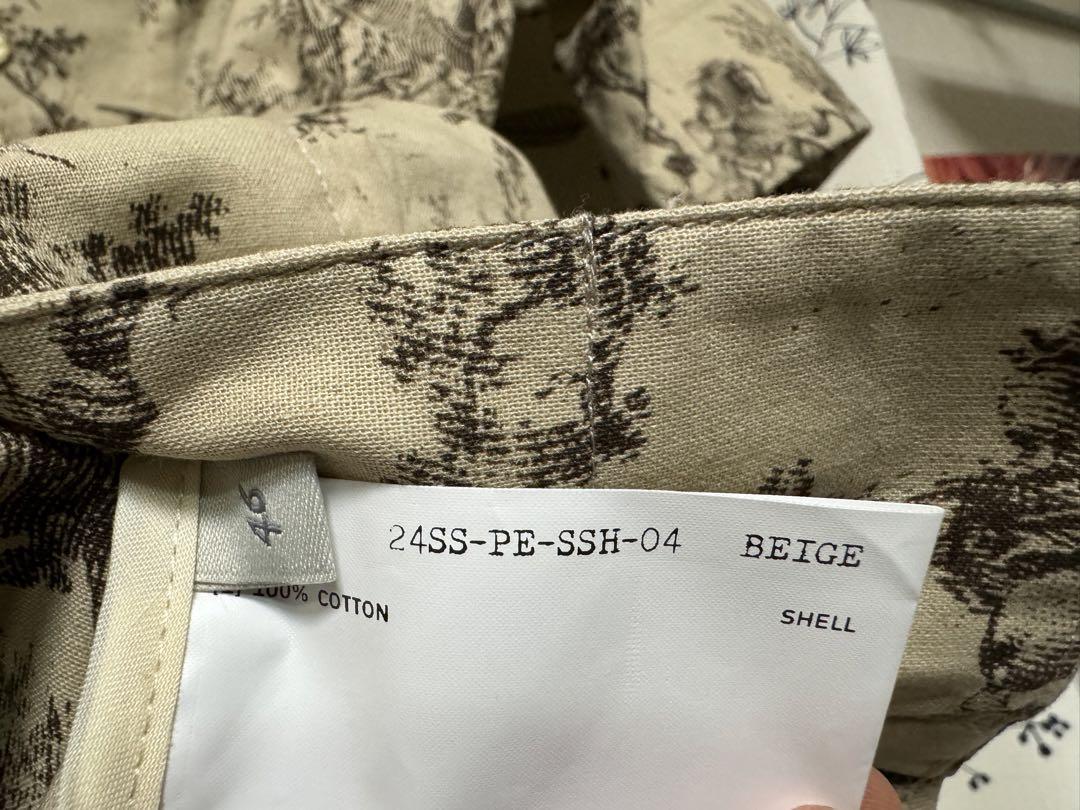 46
24SS-PE-SSH-04 BEIGE
100% COTTON
SHELL